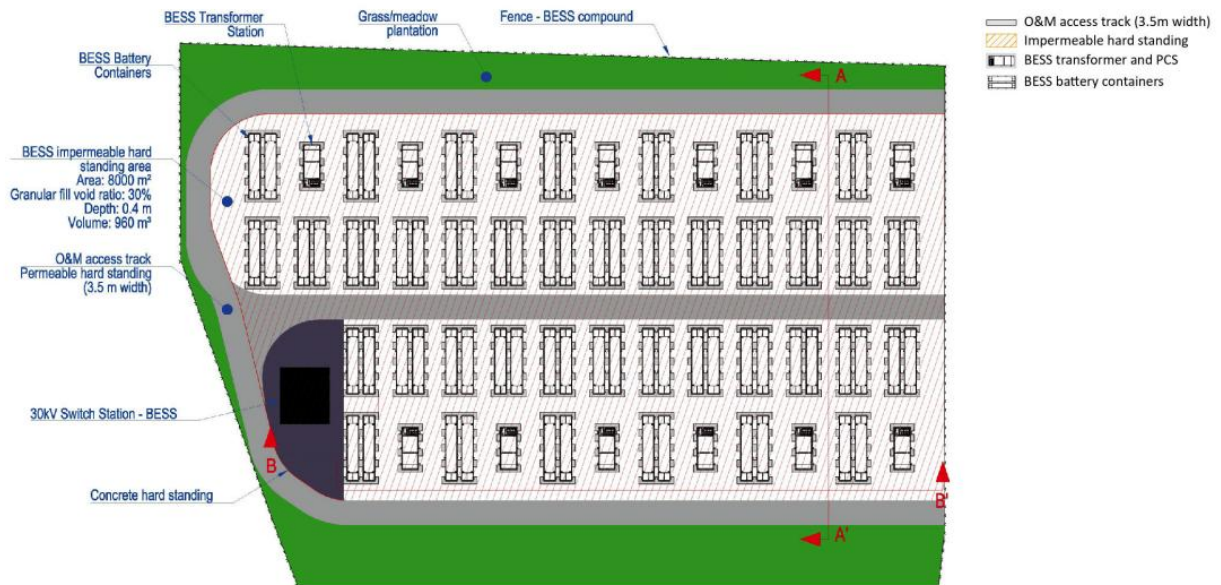 BESS Transformer
Station
Grass/meadow
plantation
Fence - BESS compound
O&M access track (3.5m width)
Impermeable hard standing
BESS transformer and PCS
BESS battery containers
BESS Battery
Containers
A
BESS impermeable hard
standing area
Area: 8000 m²
Granular fill void ratio: 30%
Depth: 0.4 m
Volume: 960 m³
O&M access track
Permeable hard standing
(3.5 m width)
30kV Switch Station - BESS
B
Concrete hard standing
B'
A'